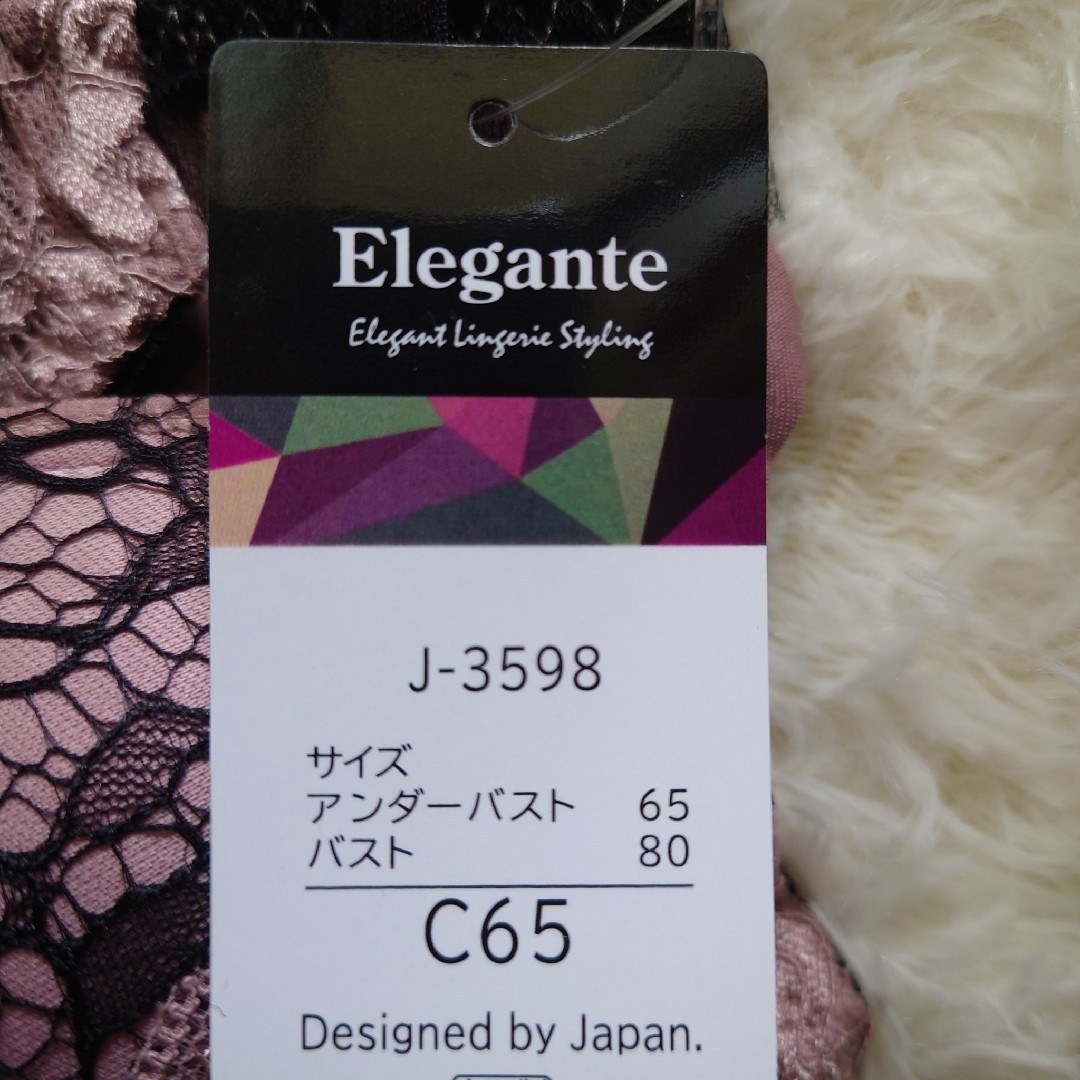 Elegante
Elegant Lingerie Styling
J-3598
サイズ
アンダーバスト 65
バスト 80
C65
Designed by Japan.